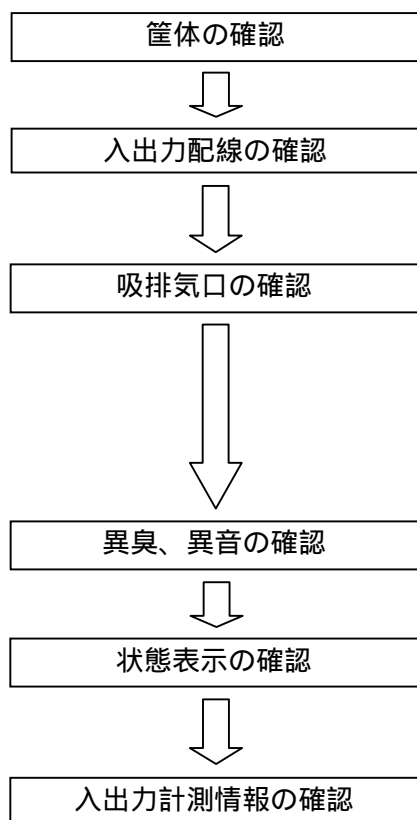 筐体の確認
入出力配線の確認
吸排気口の確認
異臭、異音の確認
状態表示の確認
入出力計測情報の確認